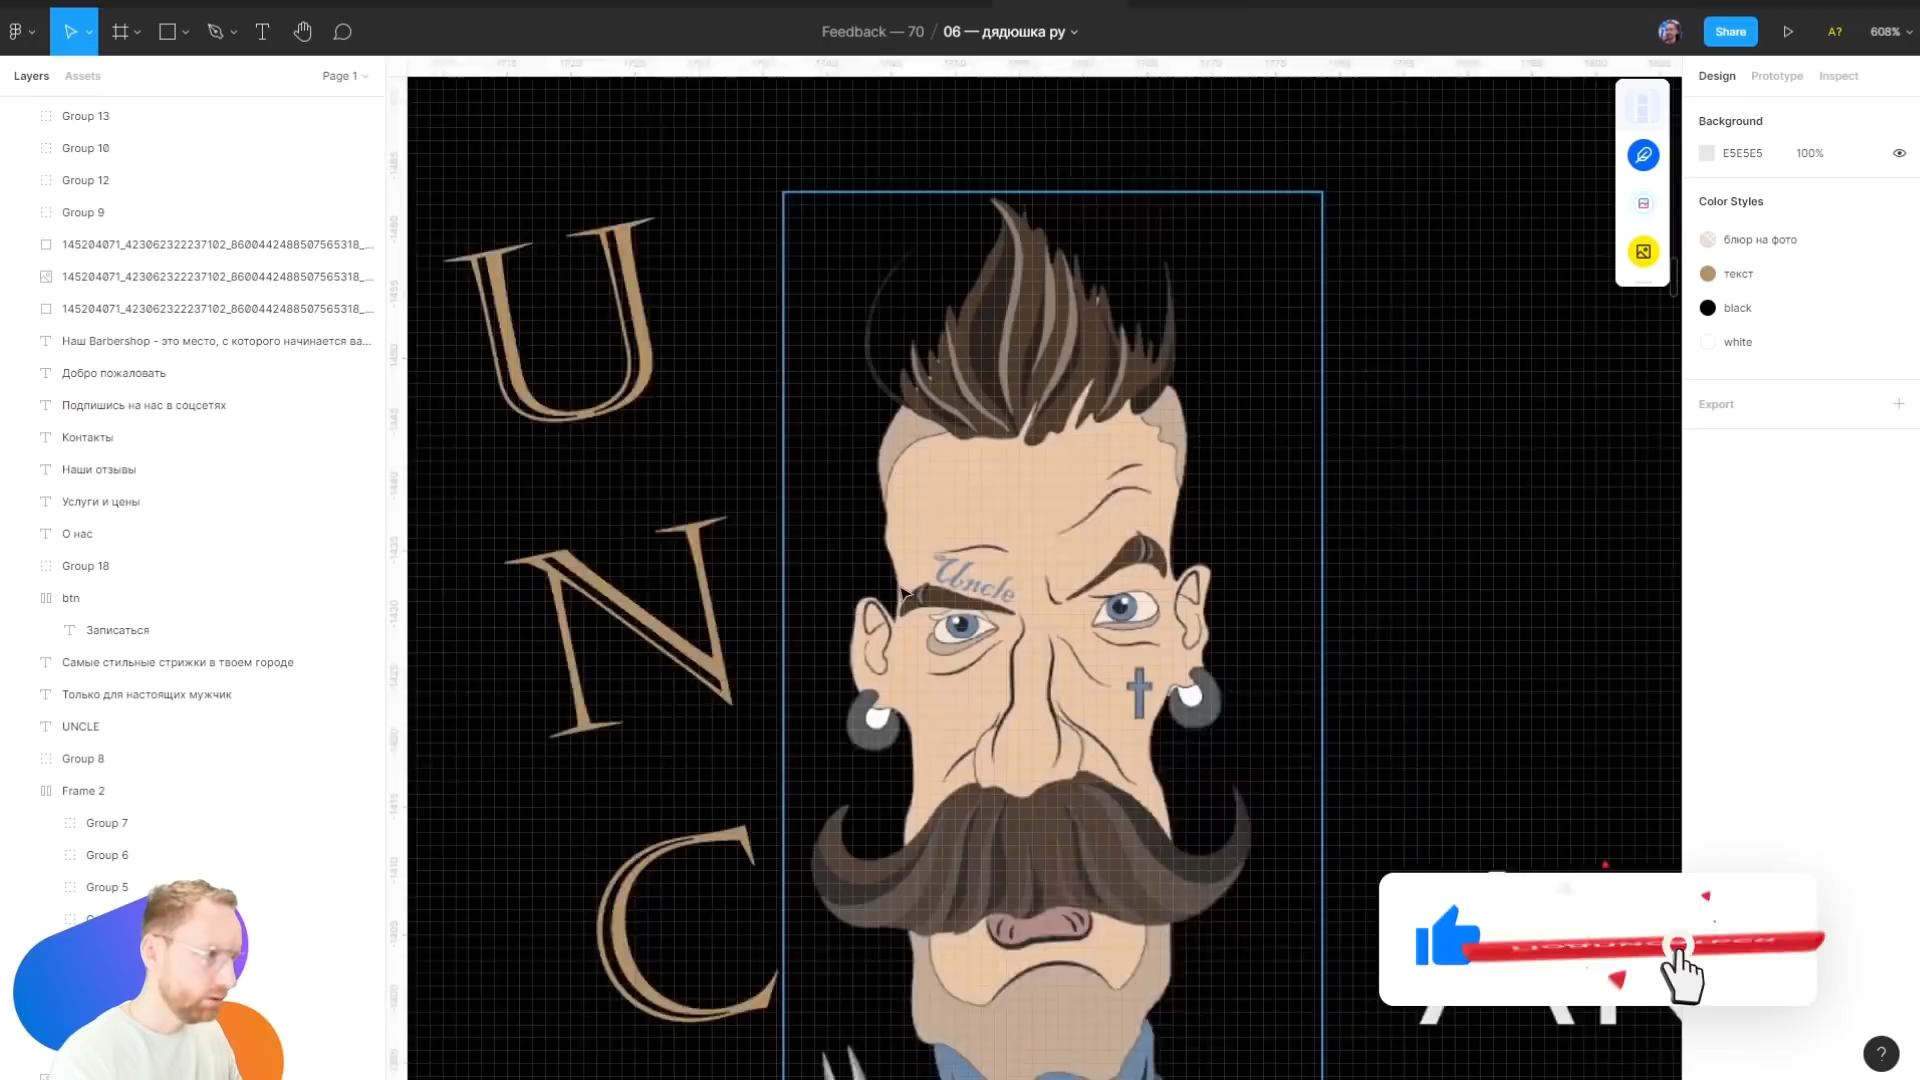 Feedback — 70 / 06 — дядюшка ру
Share
A?
608%
Layers
Assets
Page 1
Design
Prototype
Inspect
Group 13
Group 10
Group 12
Group 9
145204071_423062322237102_8600442488507565318_...
145204071_423062322237102_8600442488507565318_...
145204071_423062322237102_8600442488507565318_...
Наш Barbershop - это место, с которого начинается ва...
Добро пожаловать
Подпишись на нас в соцсетях
Контакты
Наши отзывы
Услуги и цены
О нас
Group 18
btn
Записаться
Самые стильные стрижки в твоем городе
Только для настоящих мужчик
UNCLE
Group 8
Frame 2
Group 7
Group 6
Group 5
U
N
C
Uncle
Background
E5E5E5
100%
Color Styles
блюр на фото
текст
black
white
Export
?